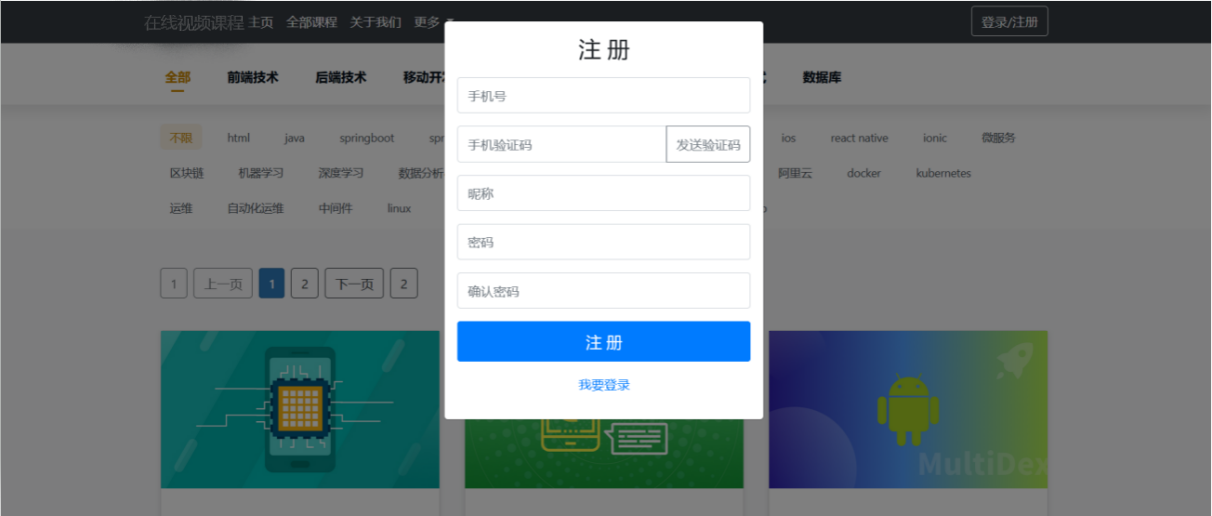 在线视频课程 主页 全部课程 关于我们 更多 登录/注册
注 册
全部 前端技术 后端技术 移动开 数据库
手机号
不限 html java springboot spr ios react native ionic 微服务
手机验证码 发送验证码
区块链 机器学习 深度学习 数据分析 阿里云 docker kubernetes
昵称
运维 自动化运维 中间件 linux
密码
1 上一页 1 2 下一页 2
确认密码
注 册
我要登录
MultiDex